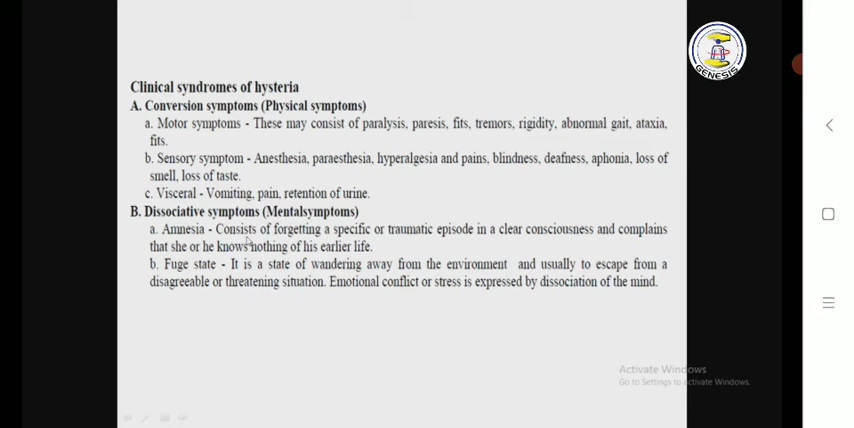 GENESIS
Clinical syndromes of hysteria
A. Conversion symptoms (Physical symptoms)
a. Motor symptoms - These may consist of paralysis, paresis, fits, tremors, rigidity, abnormal gait, ataxia,
fits.
b. Sensory symptom - Anesthesia, paraesthesia, hyperalgesia and pains, blindness, deafness, aphonia, loss of
smell, loss of taste.
c. Visceral - Vomiting, pain, retention of urine.
B. Dissociative symptoms (Mentalsymptoms)
a. Amnesia - Consists of forgetting a specific or traumatic episode in a clear consciousness and complains
that she or he knows nothing of his earlier life.
b. Fuge state - It is a state of wandering away from the environment and usually to escape from a
disagreeable or threatening situation. Emotional conflict or stress is expressed by dissociation of the mind.
Activate Windows
Go to Settings to activate Windows.